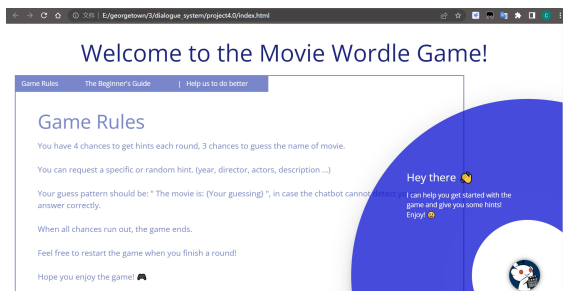 文件 | E:/georgetown/3/dialogue_system/project4.0/index.html
Welcome to the Movie Wordle Game!
Game Rules The Beginner's Guide | Help us to do better
Game Rules
You have 4 chances to get hints each round, 3 chances to guess the name of movie.
You can request a specific or random hint. (year, director, actors, description ...)
Your guess pattern should be: " The movie is: {Your guessing} ", in case the chatbot cannot detect your
answer correctly.
When all chances run out, the game ends.
Feel free to restart the game when you finish a round!
Hope you enjoy the game! 🎮
Hey there 👋
I can help you get started with the
game and give you some hints!
Enjoy! 😃